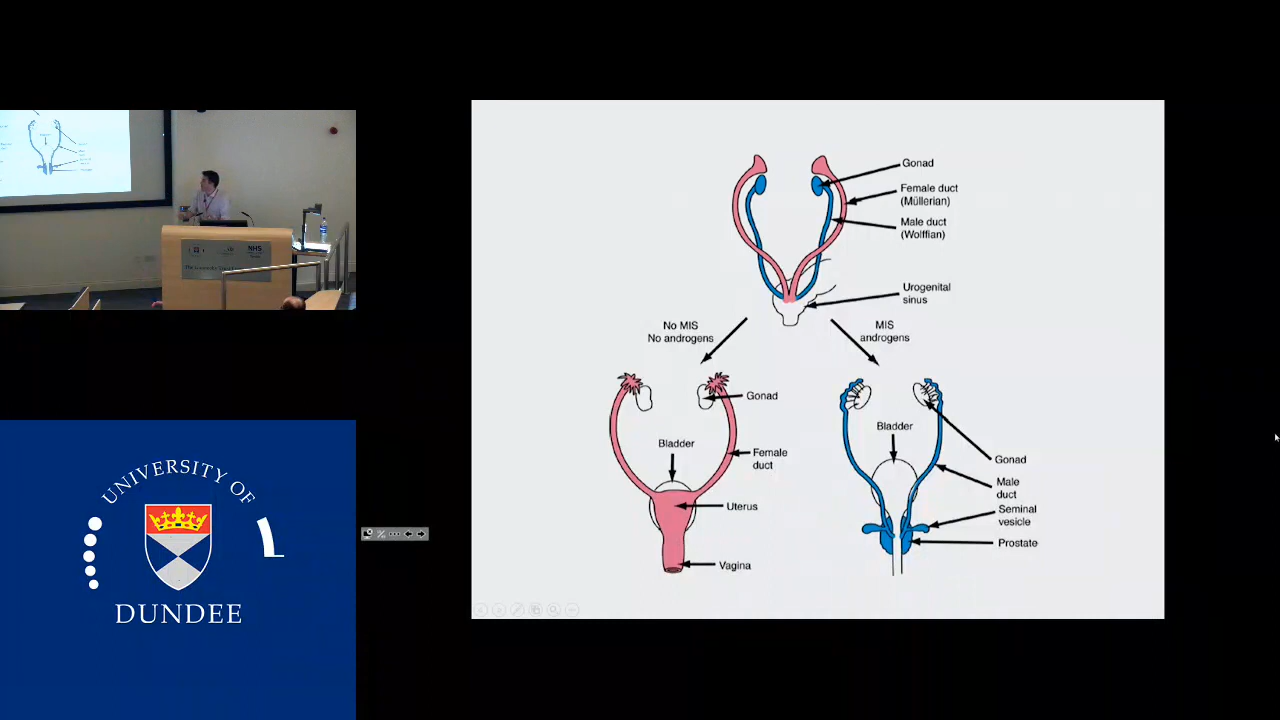 Gonad
Female duct
(Müllerian)
Male duct
(Wolffian)
Urogenital
sinus
No MIS
No androgens
MIS
androgens
Gonad
Bladder
Female
duct
Uterus
Vagina
Bladder
Gonad
Male
duct
Seminal
vesicle
Prostate
NHS
UNIVERSITY OF
DUNDEE